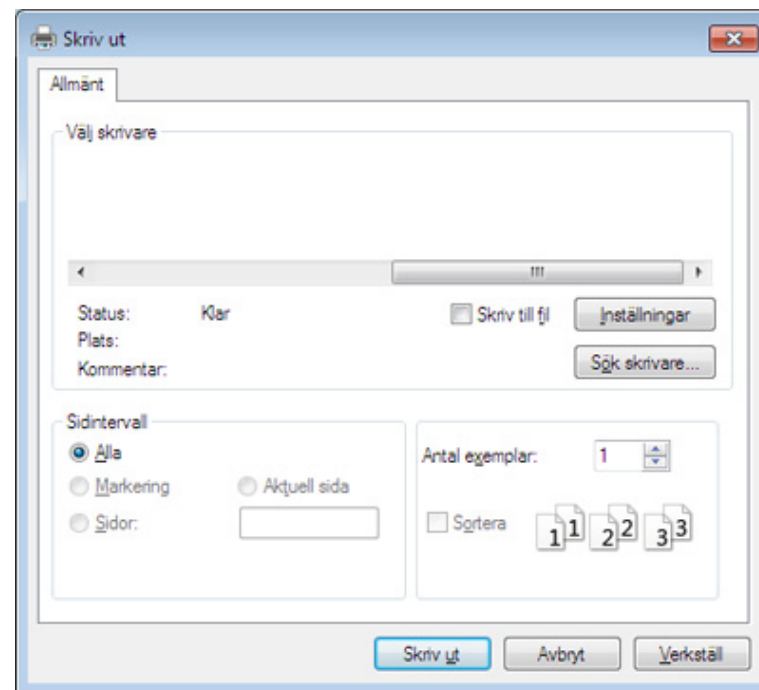 Skriv ut
Allmänt
Välj skrivare
Status: Klar
Skriv till fil
Inställningar
Plats:
Kommentar:
Sök skrivare...
Sidintervall
Alla
Markering
Aktuell sida
Sidor:
Antal exemplar: 1
Sortera
1 1 2 2 3 3
Skriv ut
Avbryt
Verkställ